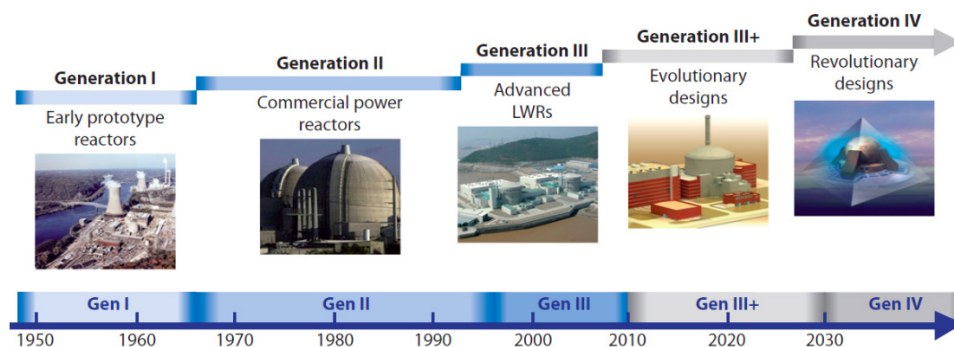 Generation I
Early prototype
reactors
Generation II
Commercial power
reactors
Generation III
Advanced
LWRs
Generation III+
Evolutionary
designs
Generation IV
Revolutionary
designs
Gen I
Gen II
Gen III
Gen III+
Gen IV
1950
1960
1970
1980
1990
2000
2010
2020
2030